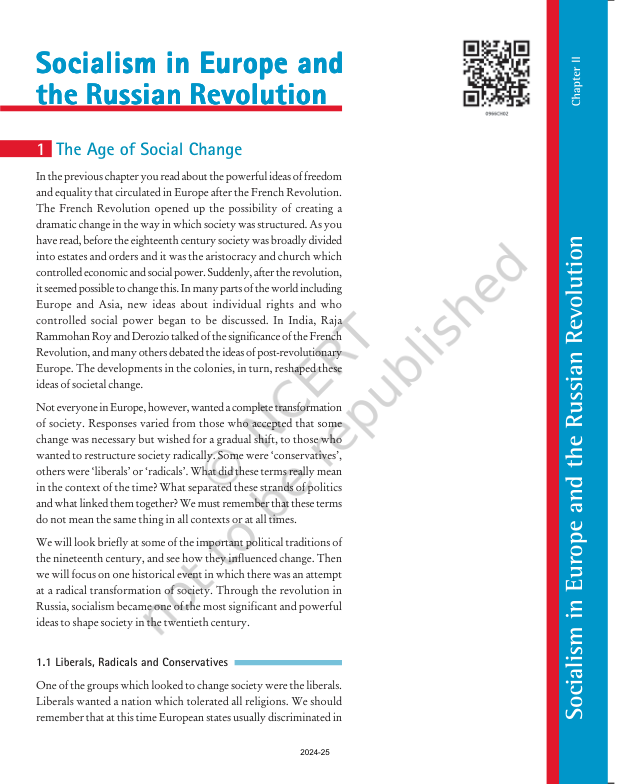 Socialism in Europe and
the Russian Revolution
0966CH02
Chapter II
1 The Age of Social Change
In the previous chapter you read about the powerful ideas of freedom
and equality that circulated in Europe after the French Revolution.
The French Revolution opened up the possibility of creating a
dramatic change in the way in which society was structured. As you
have read, before the eighteenth century society was broadly divided
into estates and orders and it was the aristocracy and church which
controlled economic and social power. Suddenly, after the revolution,
it seemed possible to change this. In many parts of the world including
Europe and Asia, new ideas about individual rights and who
controlled social power began to be discussed. In India, Raja
Rammohan Roy and Derozio talked of the significance of the French
Revolution, and many others debated the ideas of post-revolutionary
Europe. The developments in the colonies, in turn, reshaped these
ideas of societal change.
Not everyone in Europe, however, wanted a complete transformation
of society. Responses varied from those who accepted that some
change was necessary but wished for a gradual shift, to those who
wanted to restructure society radically. Some were ‘conservatives’,
others were ‘liberals’ or ‘radicals’. What did these terms really mean
in the context of the time? What separated these strands of politics
and what linked them together? We must remember that these terms
do not mean the same thing in all contexts or at all times.
We will look briefly at some of the important political traditions of
the nineteenth century, and see how they influenced change. Then
we will focus on one historical event in which there was an attempt
at a radical transformation of society. Through the revolution in
Russia, socialism became one of the most significant and powerful
ideas to shape society in the twentieth century.
1.1 Liberals, Radicals and Conservatives
One of the groups which looked to change society were the liberals.
Liberals wanted a nation which tolerated all religions. We should
remember that at this time European states usually discriminated in
Socialism in Europe and the Russian Revolution
© NCERT
not to be republished
2024-25